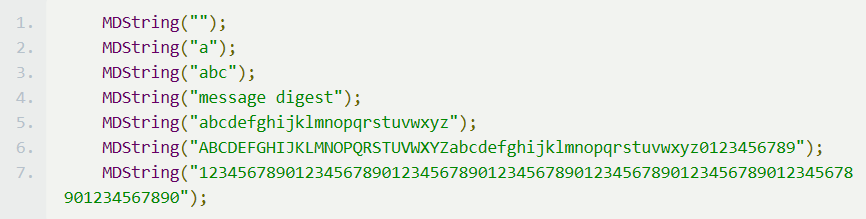 1. MDString("");
2. MDString("a");
3. MDString("abc");
4. MDString("message digest");
5. MDString("abcdefghijklmnopqrstuvwxyz");
6. MDString("ABCDEFGHIJKLMNOPQRSTUVWXYZabcdefghijklmnopqrstuvwxyz0123456789");
7. MDString("12345678901234567890123456789012345678901234567890123456789012345678
901234567890");